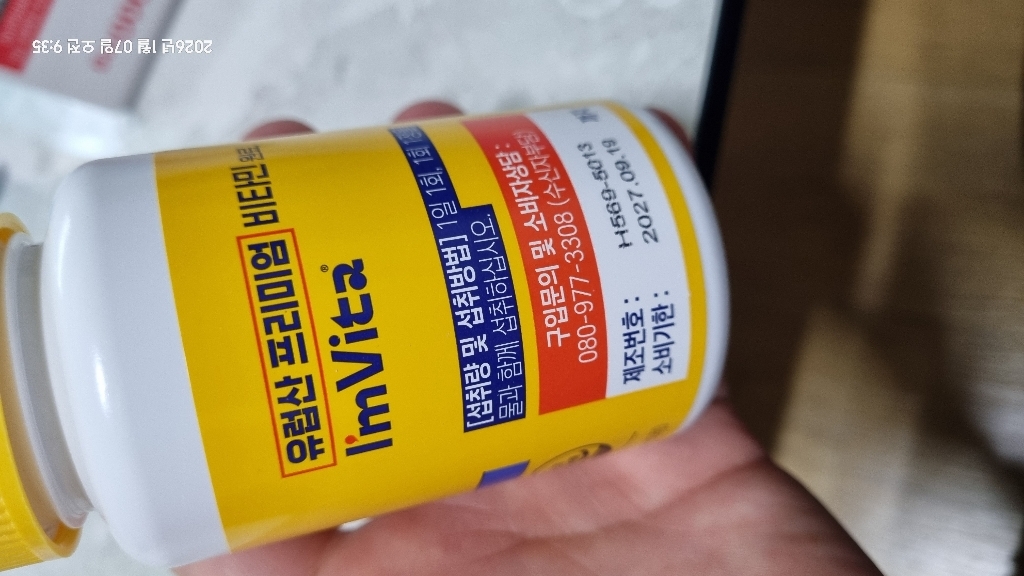 2026년 1월 07일 오전 9:35
유럽산 프리미엄 비타민
I'mVita®
[섭취량 및 섭취방법] 1일 1회, 1회
물과 함께 섭취하십시오.
구입문의 및 소비자상담:
080-977-3308 (수신자부담)
제조번호: H569-5013
소비기한: 2027.09.19